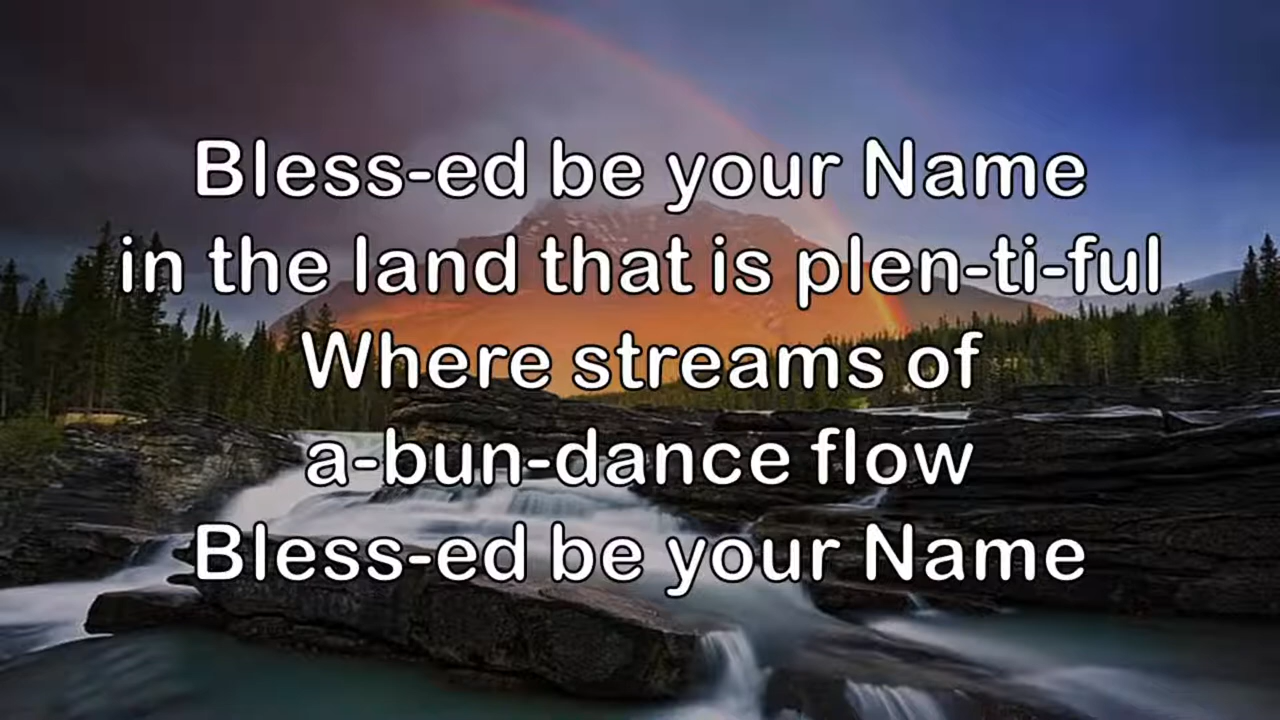 Bless-ed be your Name
in the land that is plen-ti-ful
Where streams of
a-bun-dance flow
Bless-ed be your Name